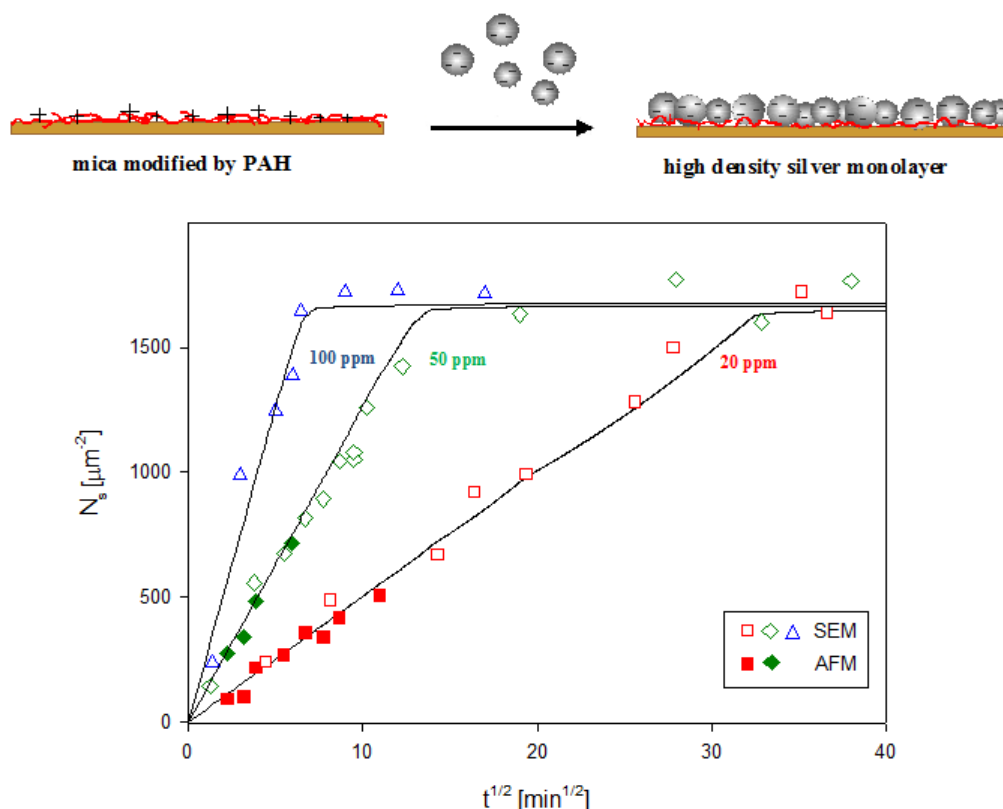 mica modified by PAH
high density silver monolayer
1500
1000
500
0
N_s [μm⁻²]
100 ppm
50 ppm
20 ppm
SEM
AFM
0 10 20 30 40
t^1/2 [min^1/2]